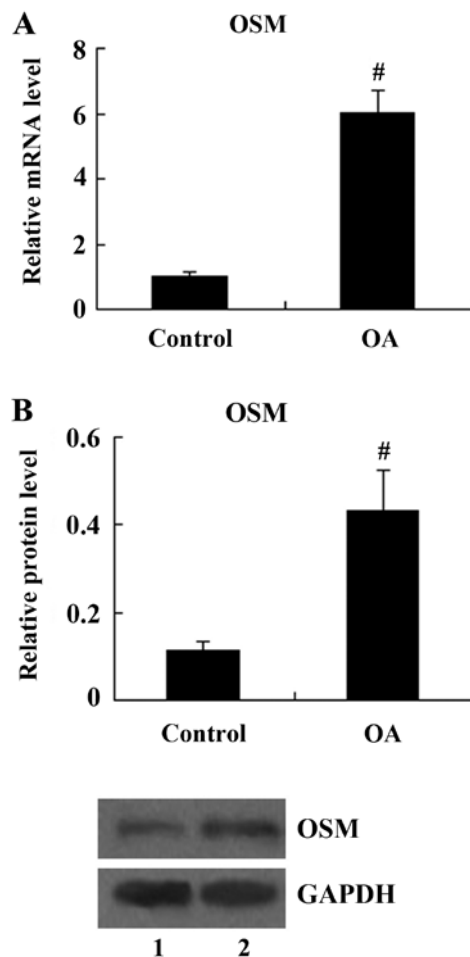 A
OSM
Relative mRNA level
8
6
4
2
0
#
Control OA
B
OSM
Relative protein level
0.6
0.4
0.2
0
#
Control OA
OSM
GAPDH
1 2